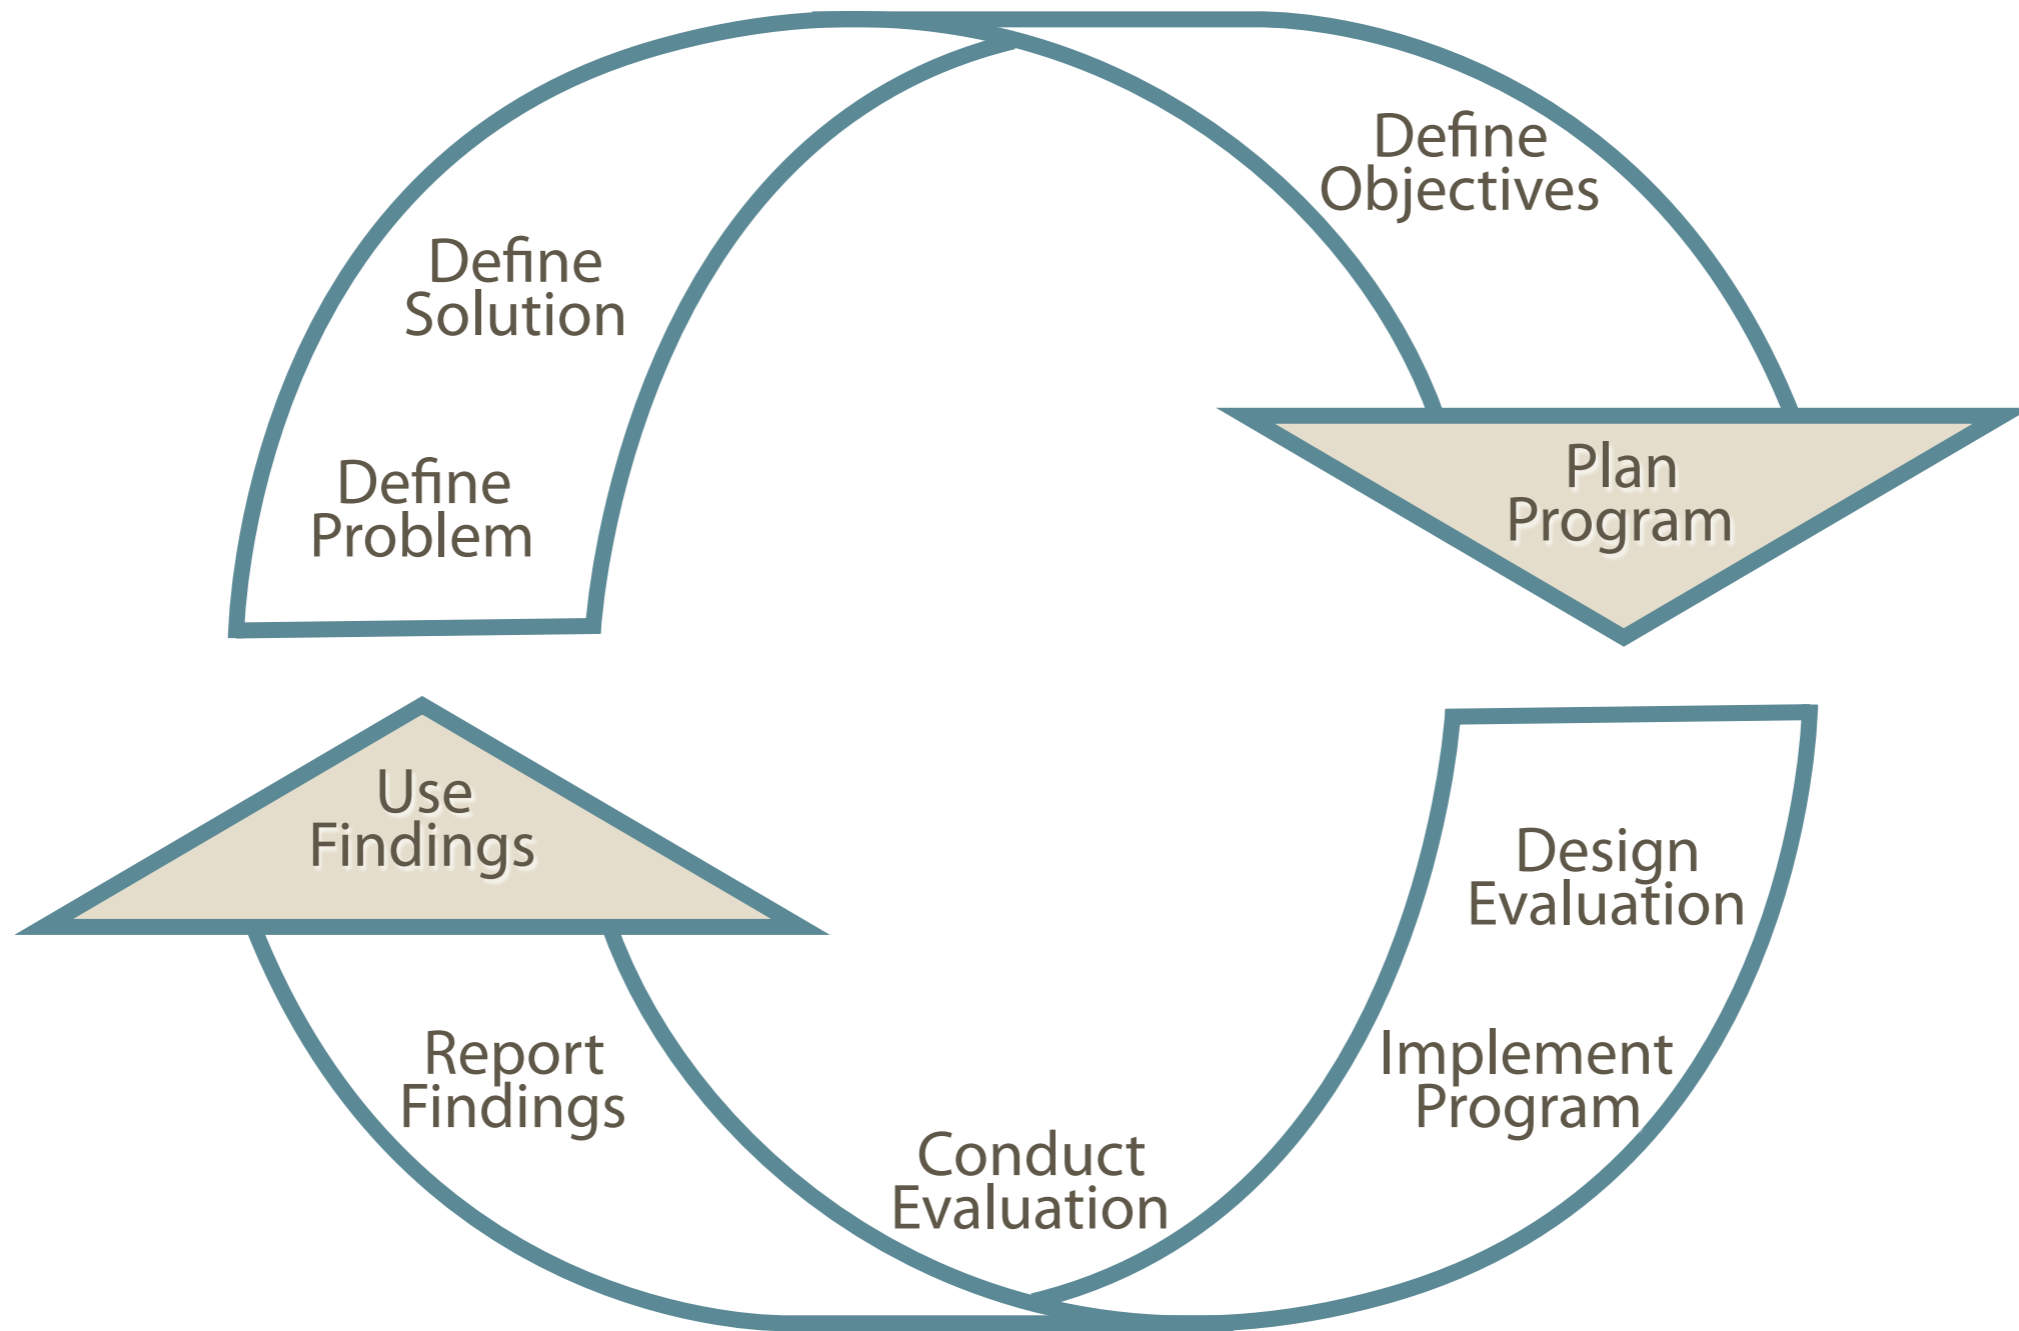 Define
Problem
Define
Solution
Define
Objectives
Plan
Program
Design
Evaluation
Implement
Program
Conduct
Evaluation
Report
Findings
Use
Findings